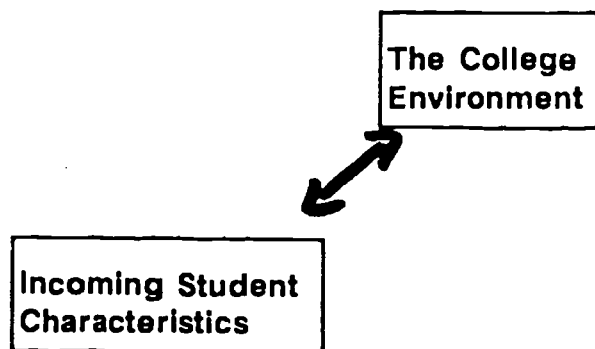 The College
Environment
Incoming Student
Characteristics